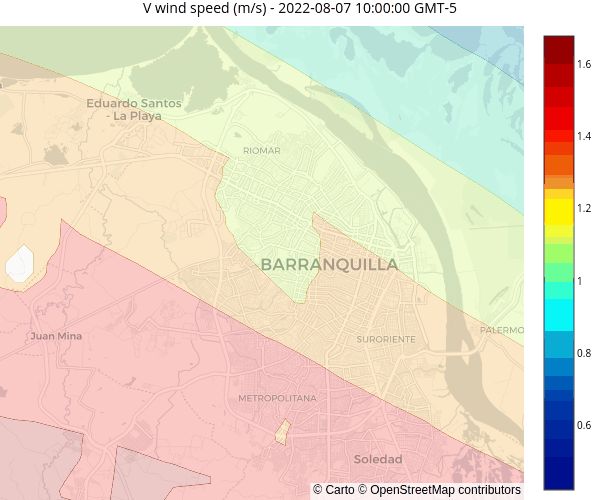 V wind speed (m/s) - 2022-08-07 10:00:00 GMT-5
1.6
1.4
1.2
1
0.8
0.6
Eduardo Santos
- La Playa
RIOMAR
BARRANQUILLA
PALERMO
Juan Mina
SURORIENTE
METROPOLITANA
Soledad
© Carto © OpenStreetMap contributors